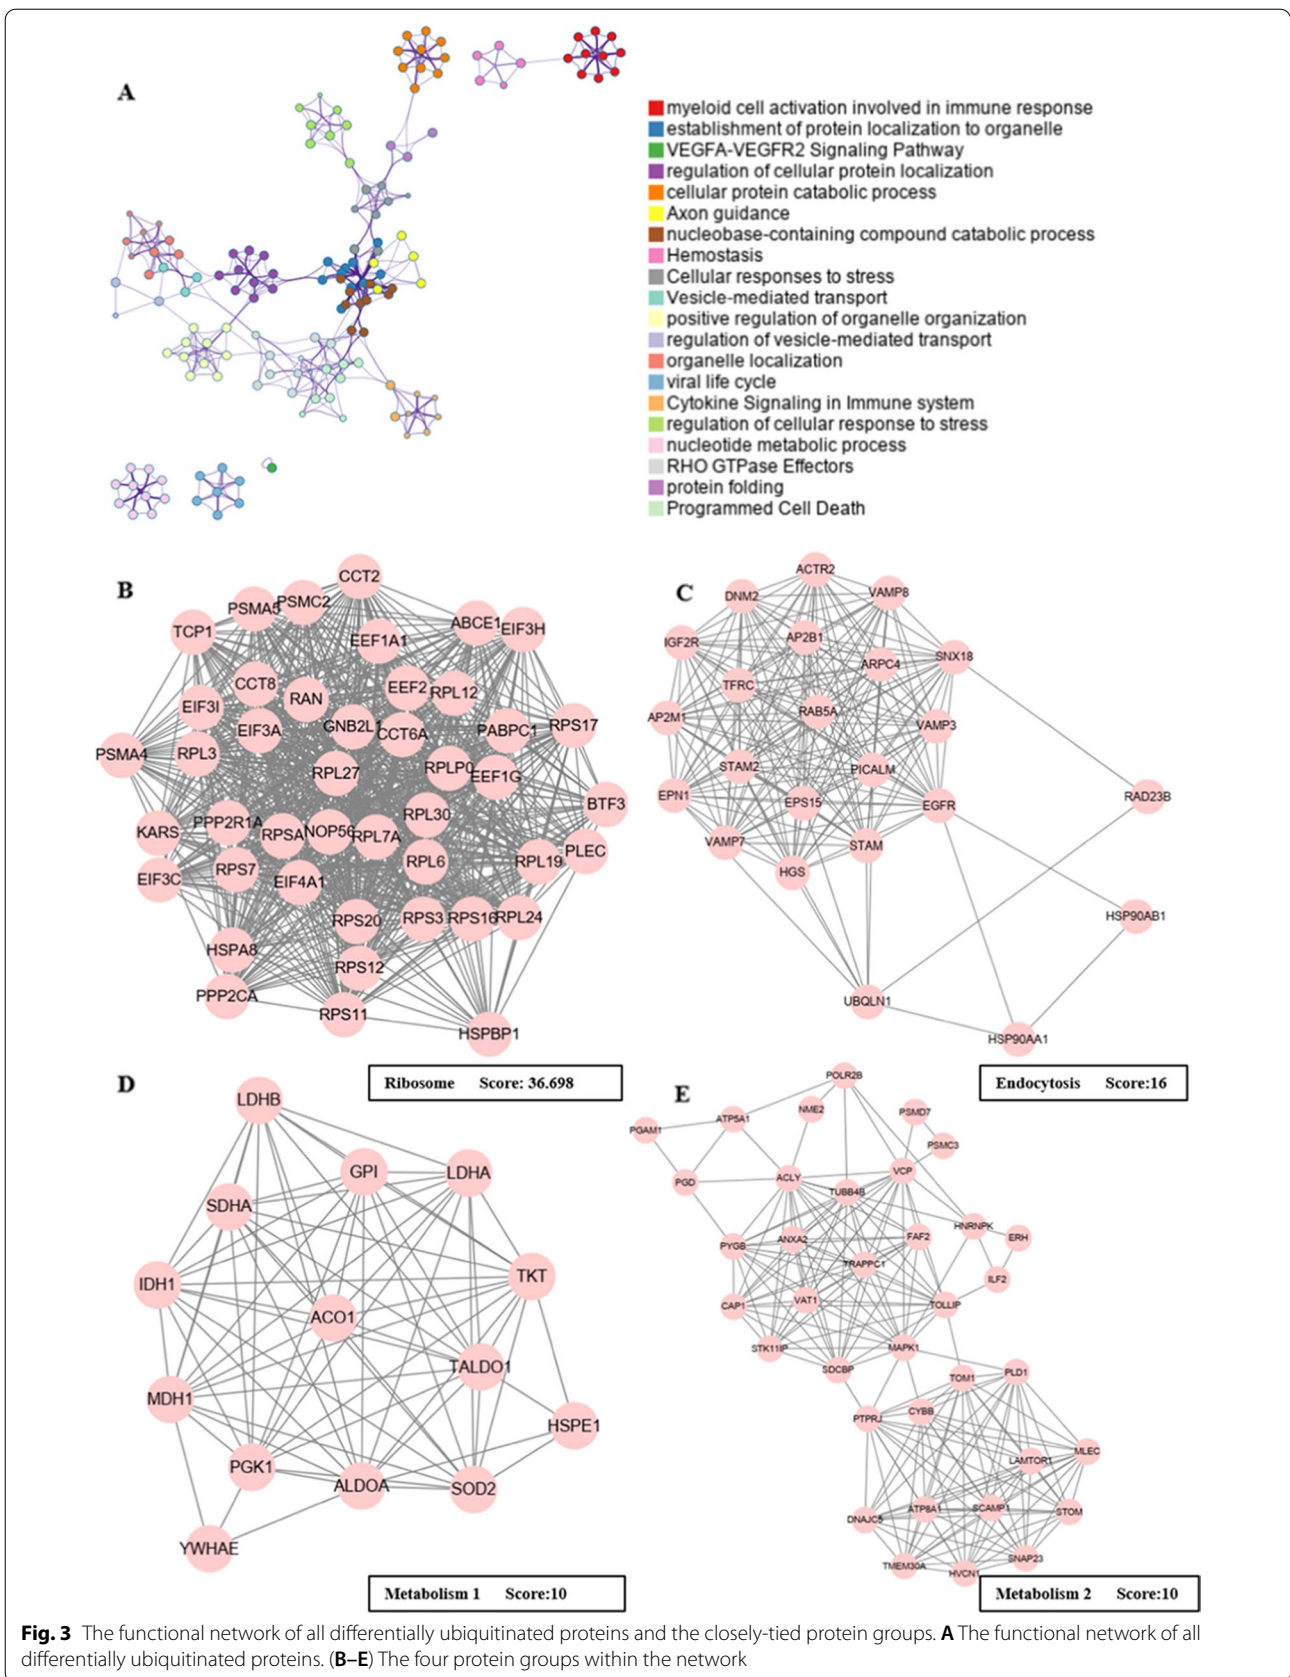 A
myeloid cell activation involved in immune response
establishment of protein localization to organelle
VEGFA-VEGFR2 Signaling Pathway
regulation of cellular protein localization
cellular protein catabolic process
Axon guidance
nucleobase-containing compound catabolic process
Hemostasis
Cellular responses to stress
Vesicle-mediated transport
positive regulation of organelle organization
regulation of vesicle-mediated transport
organelle localization
viral life cycle
Cytokine Signaling in Immune system
regulation of cellular response to stress
nucleotide metabolic process
RHO GTPase Effectors
protein folding
Programmed Cell Death
B
CCT2
PSMA5
PSMC2
TCP1
EEF1A1
ABCE1
EIF3H
CCT8
RAN
EEF2
RPL12
EIF3I
EIF3A
GNB2L1
CCT6A
PABPC1
RPS17
PSMA4
RPL3
RPL27
RPLP0
EEF1G
BTF3
KARS
PPP2R1A
RPSA
NOP56
RPL7A
RPL30
RPL6
RPL19
PLEC
EIF3C
RPS7
EIF4A1
RPS20
RPS3
RPS16
RPL24
HSPA8
RPS12
PPP2CA
RPS11
HSPBP1
Ribosome Score: 36.698
C
ACTR2
DNM2
VAMP8
IGF2R
AP2B1
ARPC4
SNX18
TFRC
AP2M1
RAB5A
VAMP3
STAM2
PICALM
EPN1
EPS15
EGFR
RAD23B
VAMP7
STAM
HGS
HSP90AB1
UBQLN1
HSP90AA1
Endocytosis Score:16
D
LDHB
GPI
LDHA
SDHA
IDH1
TKT
ACO1
TALDO1
MDH1
HSPE1
PGK1
ALDOA
SOD2
YWHAE
Metabolism 1 Score:10
E
POLR2B
PGAM1
ATP5A1
NME2
PSMD7
PSMC3
PGD
ACLY
TUBB4B
VCP
HNRNPK
ERH
PYGB
ANXA2
FAF2
TRAPPC1
ILF2
CAP1
VAT1
TOLLIP
STK11IP
SDCBP
MAPK1
TOM1
PLD1
PTPRJ
CYBB
LAMTOR1
MLEC
DNAJC5
ATP8A1
SCAMP1
STOM
TMEM30A
HVCN1
SNAP23
Metabolism 2 Score:10
Fig. 3 The functional network of all differentially ubiquitinated proteins and the closely-tied protein groups. A The functional network of all
differentially ubiquitinated proteins. (B–E) The four protein groups within the network